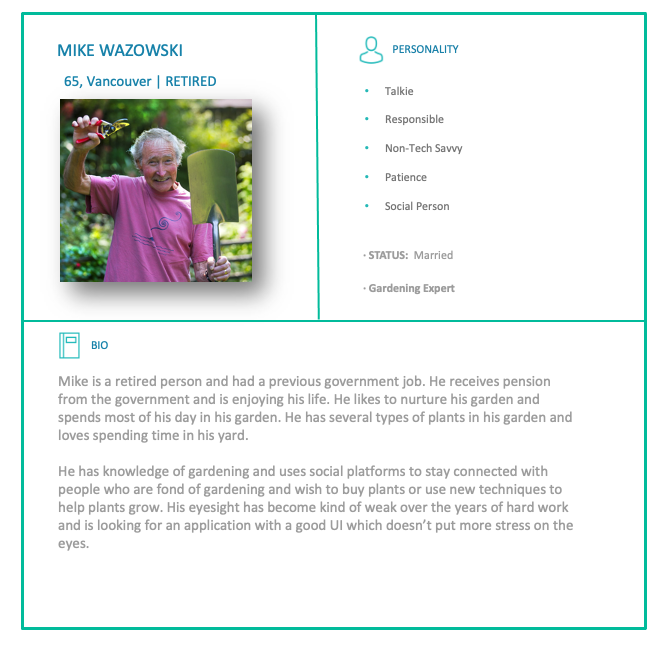 MIKE WAZOWSKI
65, Vancouver | RETIRED
PERSONALITY
• Talkie
• Responsible
• Non-Tech Savvy
• Patience
• Social Person
· STATUS: Married
· Gardening Expert
BIO
Mike is a retired person and had a previous government job. He receives pension
from the government and is enjoying his life. He likes to nurture his garden and
spends most of his day in his garden. He has several types of plants in his garden and
loves spending time in his yard.
He has knowledge of gardening and uses social platforms to stay connected with
people who are fond of gardening and wish to buy plants or use new techniques to
help plants grow. His eyesight has become kind of weak over the years of hard work
and is looking for an application with a good UI which doesn’t put more stress on the
eyes.